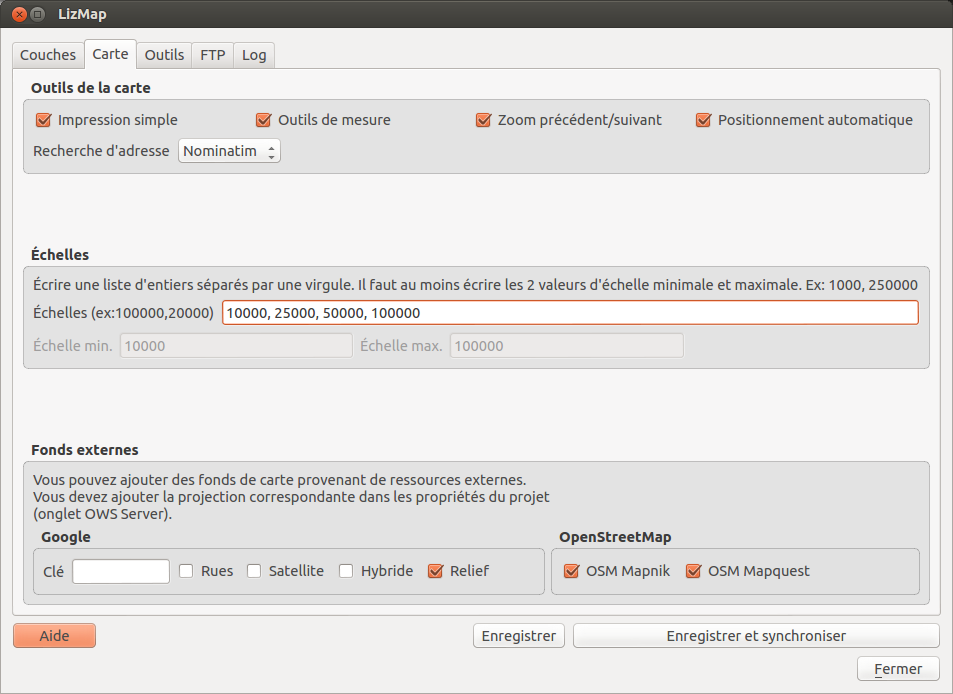 LizMap
Couches Carte Outils FTP Log
Outils de la carte
Impression simple Outils de mesure Zoom précédent/suivant Positionnement automatique
Recherche d'adresse Nominatim
Échelles
Écrire une liste d'entiers séparés par une virgule. Il faut au moins écrire les 2 valeurs d'échelle minimale et maximale. Ex: 1000, 250000
Échelles (ex:100000,20000) 10000, 25000, 50000, 100000
Échelle min. 10000 Échelle max. 100000
Fonds externes
Vous pouvez ajouter des fonds de carte provenant de ressources externes.
Vous devez ajouter la projection correspondante dans les propriétés du projet
(onglet OWS Server).
Google OpenStreetMap
Clé Rues Satellite Hybride Relief OSM Mapnik OSM Mapquest
Aide Enregistrer Enregistrer et synchroniser
Fermer